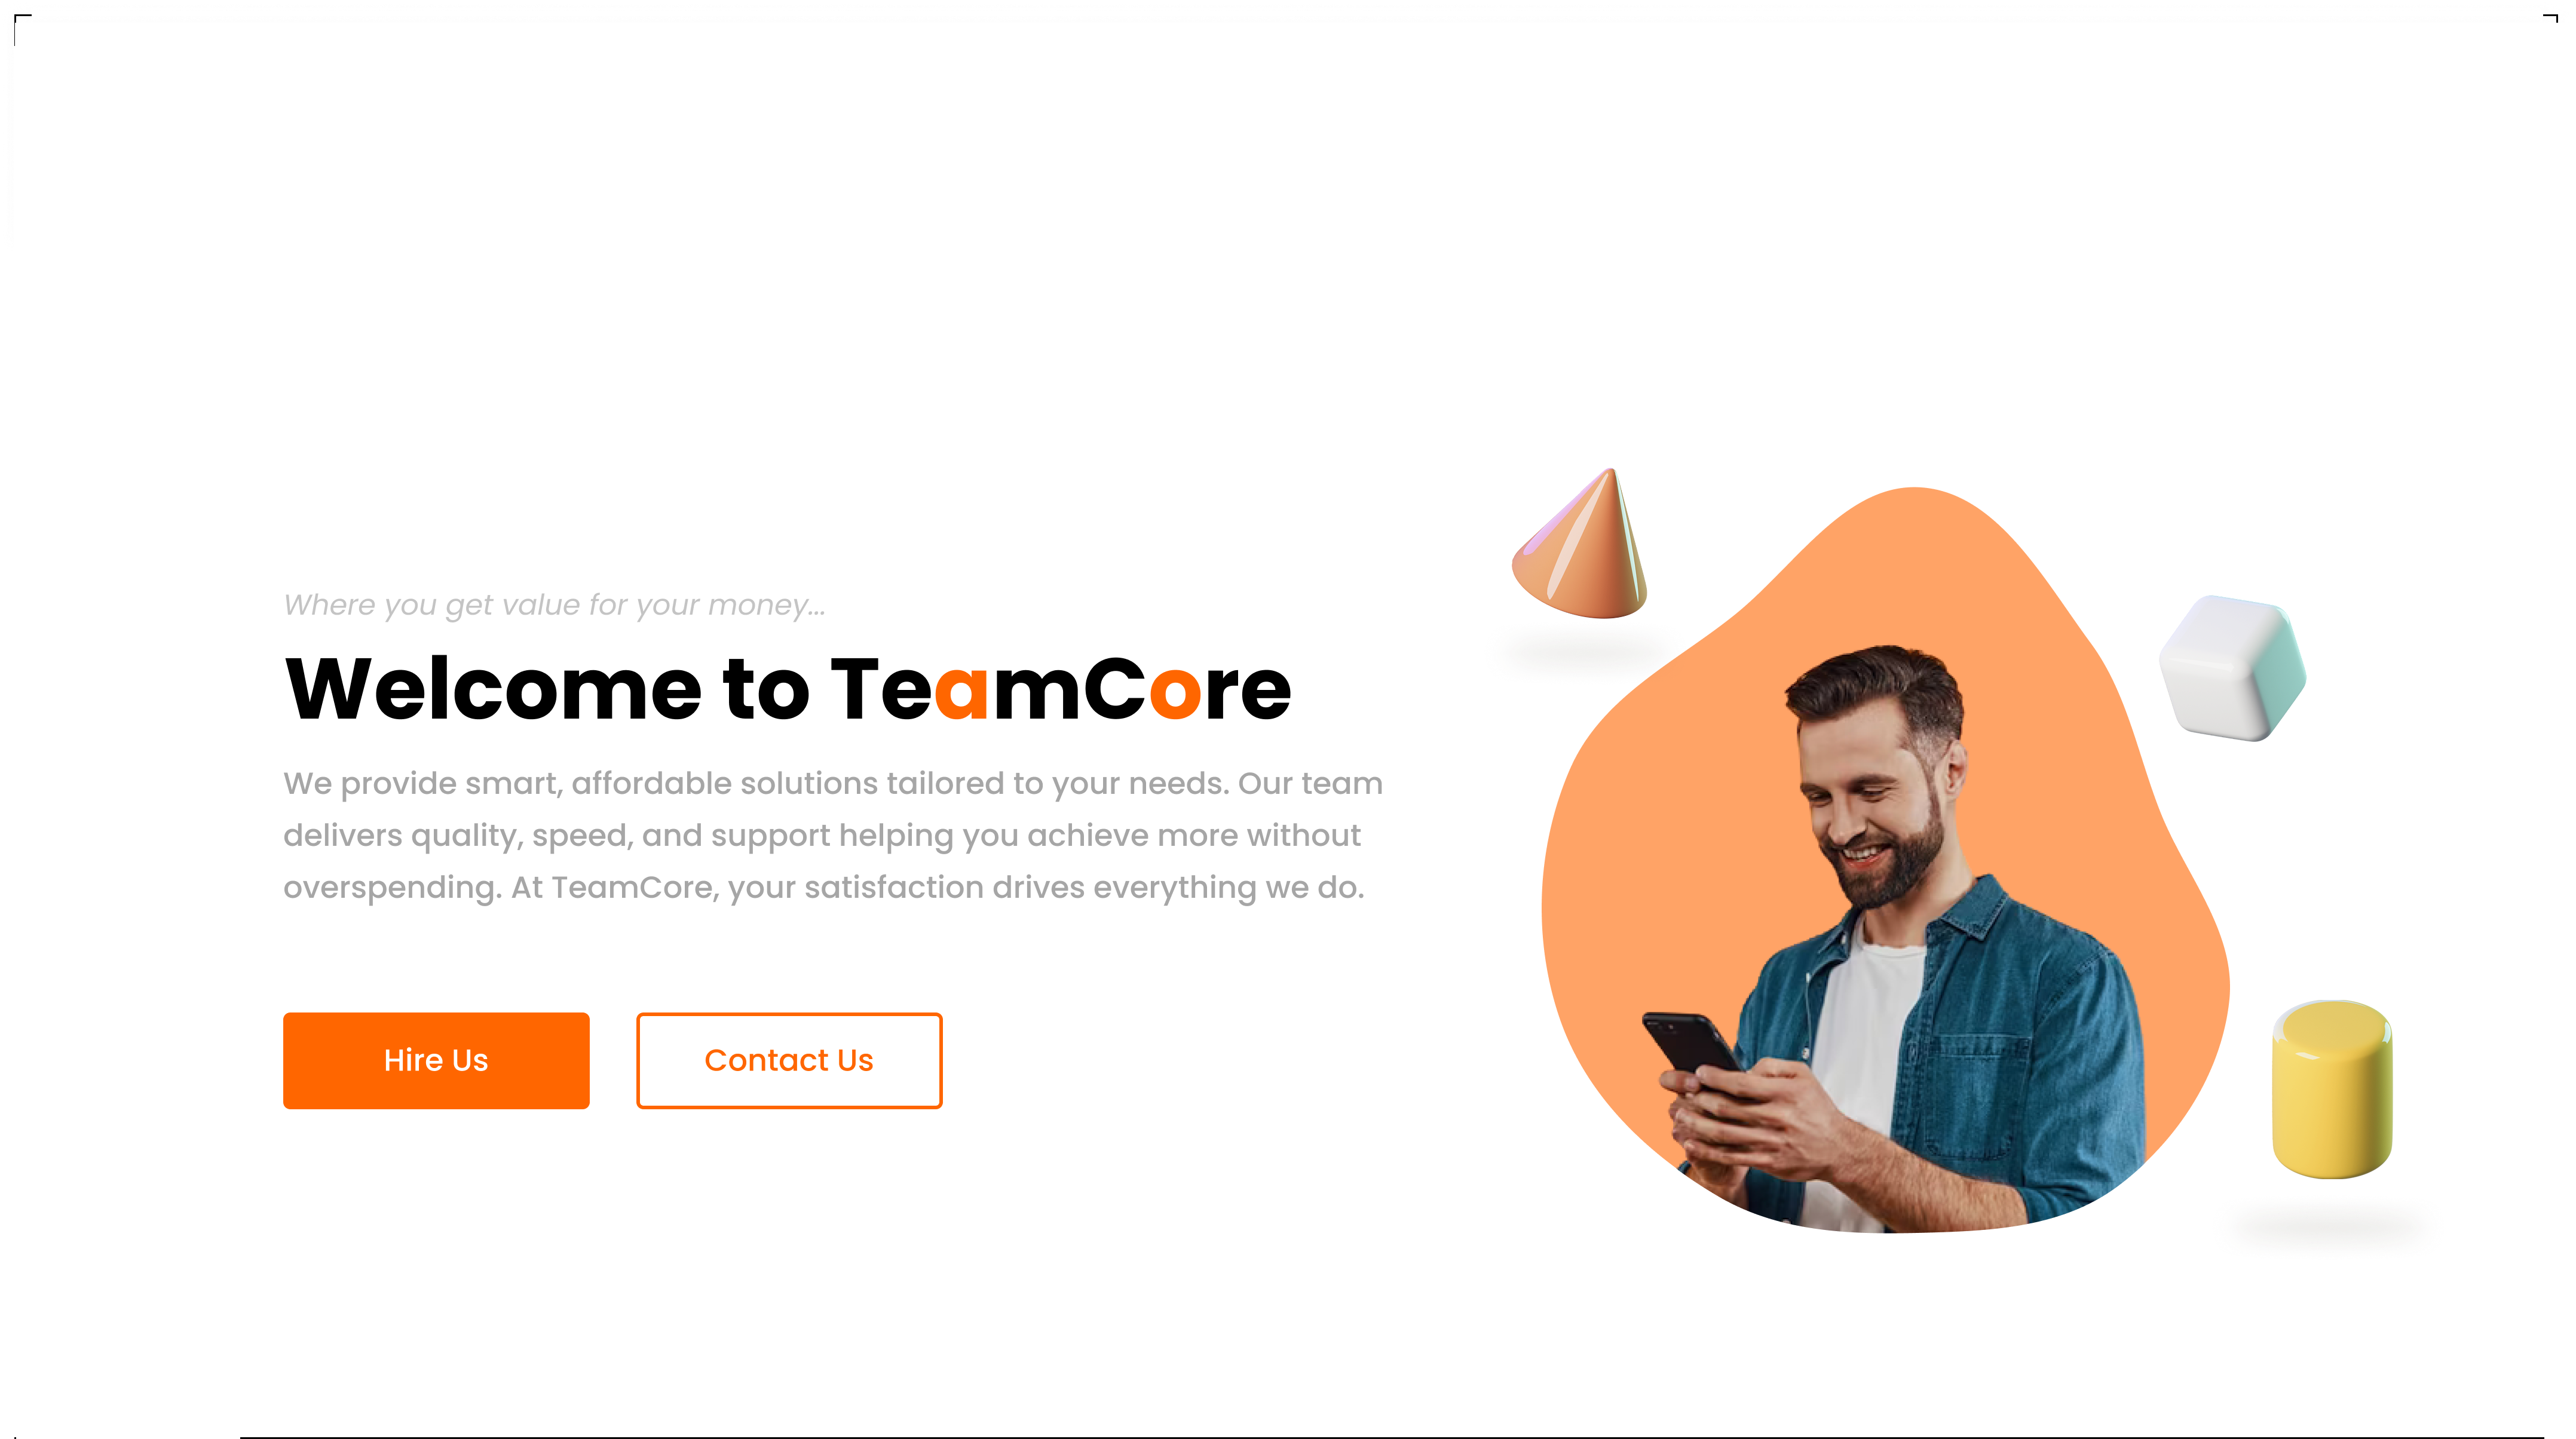 Where you get value for your money...
Welcome to TeamCore
We provide smart, affordable solutions tailored to your needs. Our team
delivers quality, speed, and support helping you achieve more without
overspending. At TeamCore, your satisfaction drives everything we do.
Hire Us
Contact Us